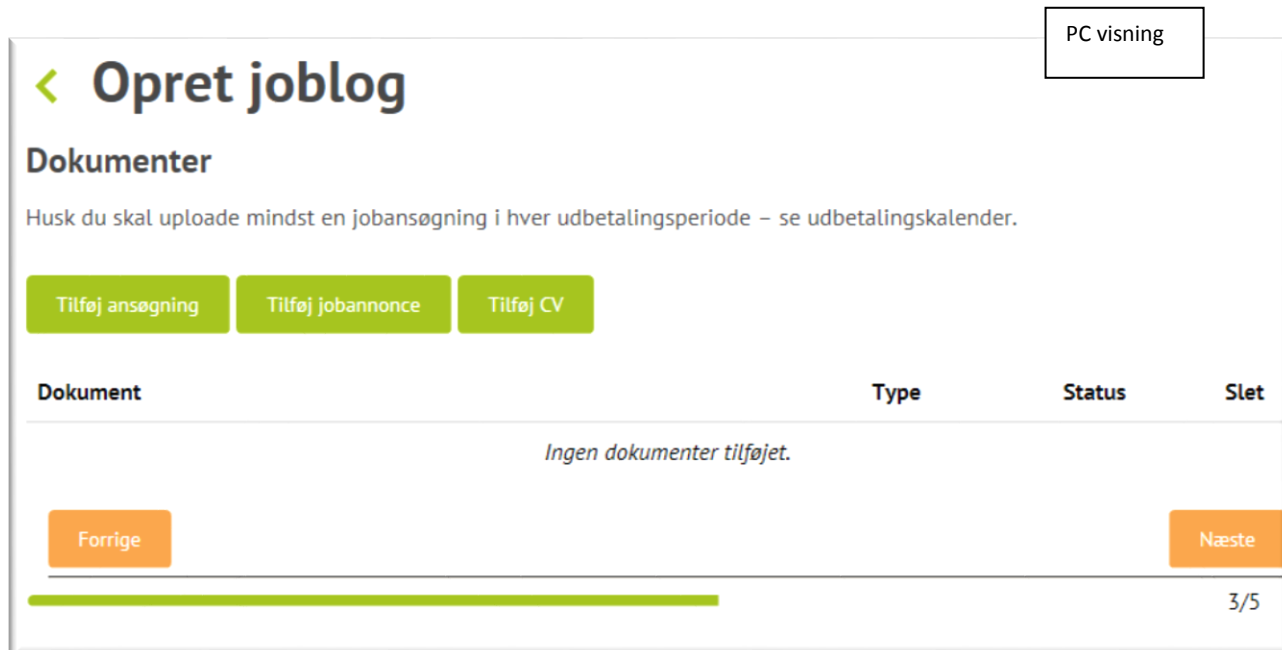 PC visning
Opret joblog
Dokumenter
Husk du skal uploade mindst en jobansøgning i hver udbetalingsperiode – se udbetalingskalender.
Tilføj ansøgning Tilføj jobannonce Tilføj CV
Dokument Type Status Slet
Ingen dokumenter tilføjet.
Forrige Næste
3/5